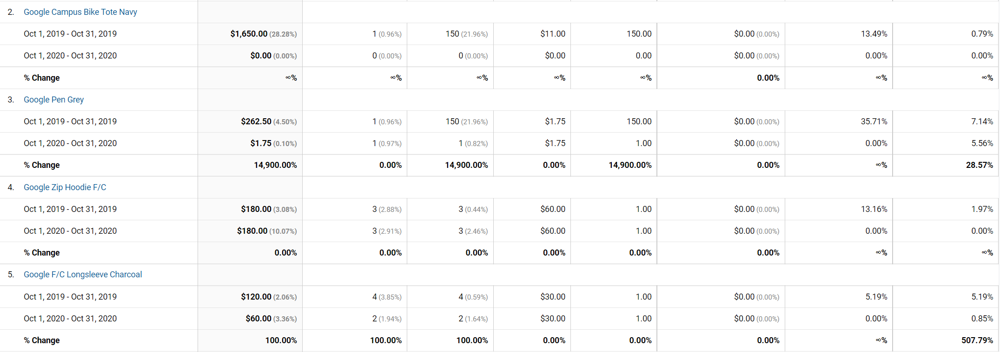 2. Google Campus Bike Tote Navy
Oct 1, 2019 - Oct 31, 2019 $1,650.00 (28.28%) 1 (0.96%) 150 (21.96%) $11.00 150.00 $0.00 (0.00%) 13.49% 0.79%
Oct 1, 2020 - Oct 31, 2020 $0.00 (0.00%) 0 (0.00%) 0 (0.00%) $0.00 0.00 $0.00 (0.00%) 0.00% 0.00%
% Change ∞% ∞% ∞% ∞% ∞% 0.00% ∞% ∞%
3. Google Pen Grey
Oct 1, 2019 - Oct 31, 2019 $262.50 (4.50%) 1 (0.96%) 150 (21.96%) $1.75 150.00 $0.00 (0.00%) 35.71% 7.14%
Oct 1, 2020 - Oct 31, 2020 $1.75 (0.10%) 1 (0.97%) 1 (0.82%) $1.75 1.00 $0.00 (0.00%) 0.00% 5.56%
% Change 14,900.00% 0.00% 14,900.00% 0.00% 14,900.00% 0.00% ∞% 28.57%
4. Google Zip Hoodie F/C
Oct 1, 2019 - Oct 31, 2019 $180.00 (3.08%) 3 (2.88%) 3 (0.44%) $60.00 1.00 $0.00 (0.00%) 13.16% 1.97%
Oct 1, 2020 - Oct 31, 2020 $180.00 (10.07%) 3 (2.91%) 3 (2.46%) $60.00 1.00 $0.00 (0.00%) 0.00% 0.00%
% Change 0.00% 0.00% 0.00% 0.00% 0.00% 0.00% ∞% ∞%
5. Google F/C Longsleeve Charcoal
Oct 1, 2019 - Oct 31, 2019 $120.00 (2.06%) 4 (3.85%) 4 (0.59%) $30.00 1.00 $0.00 (0.00%) 5.19% 5.19%
Oct 1, 2020 - Oct 31, 2020 $60.00 (3.36%) 2 (1.94%) 2 (1.64%) $30.00 1.00 $0.00 (0.00%) 0.00% 0.85%
% Change 100.00% 100.00% 100.00% 0.00% 0.00% 0.00% ∞% 507.79%